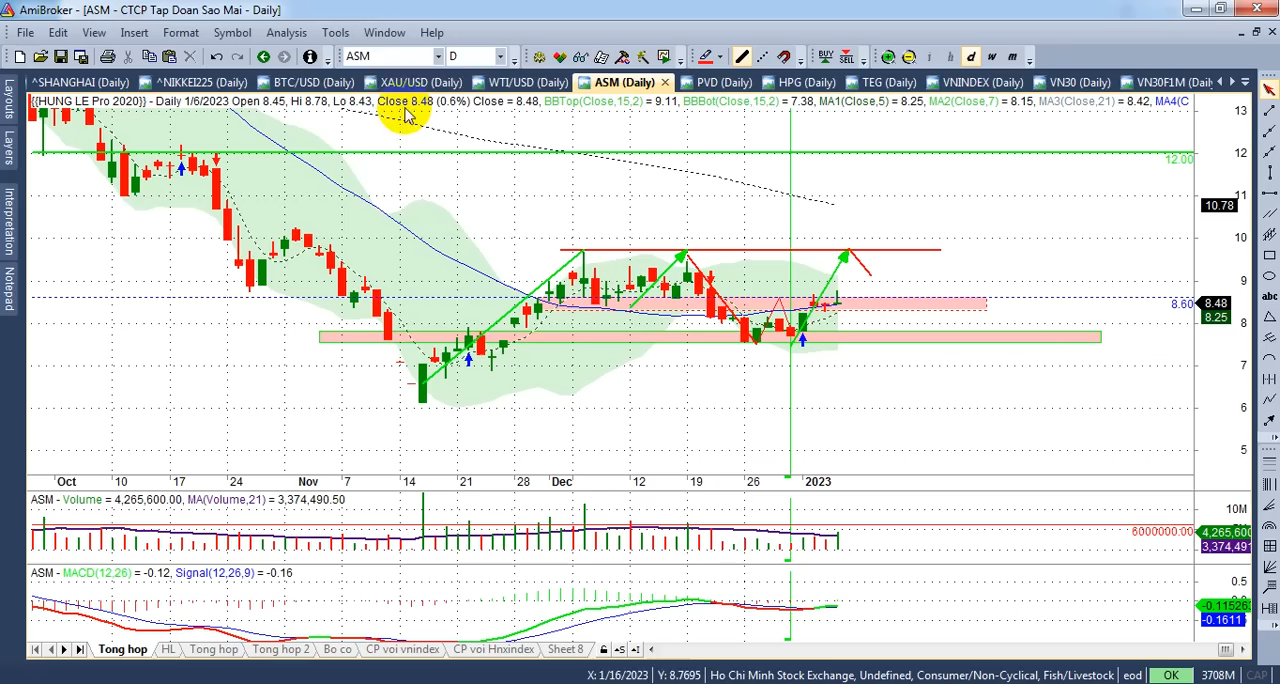 AmiBroker - [ASM - CTCP Tap Doan Sao Mai - Daily]
File Edit View Insert Format Symbol Analysis Tools Window Help
ASM D BUY SELL i h d w m
^SHANGHAI (Daily) ^NIKKEI225 (Daily) BTC/USD (Daily) XAU/USD (Daily) WTI/USD (Daily) ASM (Daily) PVD (Daily) HPG (Daily) TEG (Daily) VNINDEX (Daily) VN30 (Daily) VN30F1M (Daily)
Layouts
Layers
Interpretation
Notepad
{{HUNG LE Pro 2020}} - Daily 1/6/2023 Open 8.45, Hi 8.78, Lo 8.43, Close 8.48 (0.6%) Close = 8.48, BBTop(Close,15,2) = 9.11, BBBot(Close,15,2) = 7.38, MA1(Close,5) = 8.25, MA2(Close,7) = 8.15, MA3(Close,21) = 8.42, MA4(C
13
12
12.00
11
10.78
10
9
8.60
8.48
8.25
8
7
6
5
abc
Oct 10 17 24 Nov 7 14 21 28 Dec 12 19 26 2023
ASM - Volume = 4,265,600.00, MA(Volume,21) = 3,374,490.50
10M
6000000.00
4,265,600
3,374,491
ASM - MACD(12,26) = -0.12, Signal(12,26,9) = -0.16
0.5
-0.11526
-0.1611
Tong hop HL Tong hop Tong hop 2 Bo co CP voi vnindex CP voi Hnxindex Sheet 8
X: 1/16/2023 Y: 8.7695 Ho Chi Minh Stock Exchange, Undefined, Consumer/Non-Cyclical, Fish/Livestock eod OK 3708M CAP